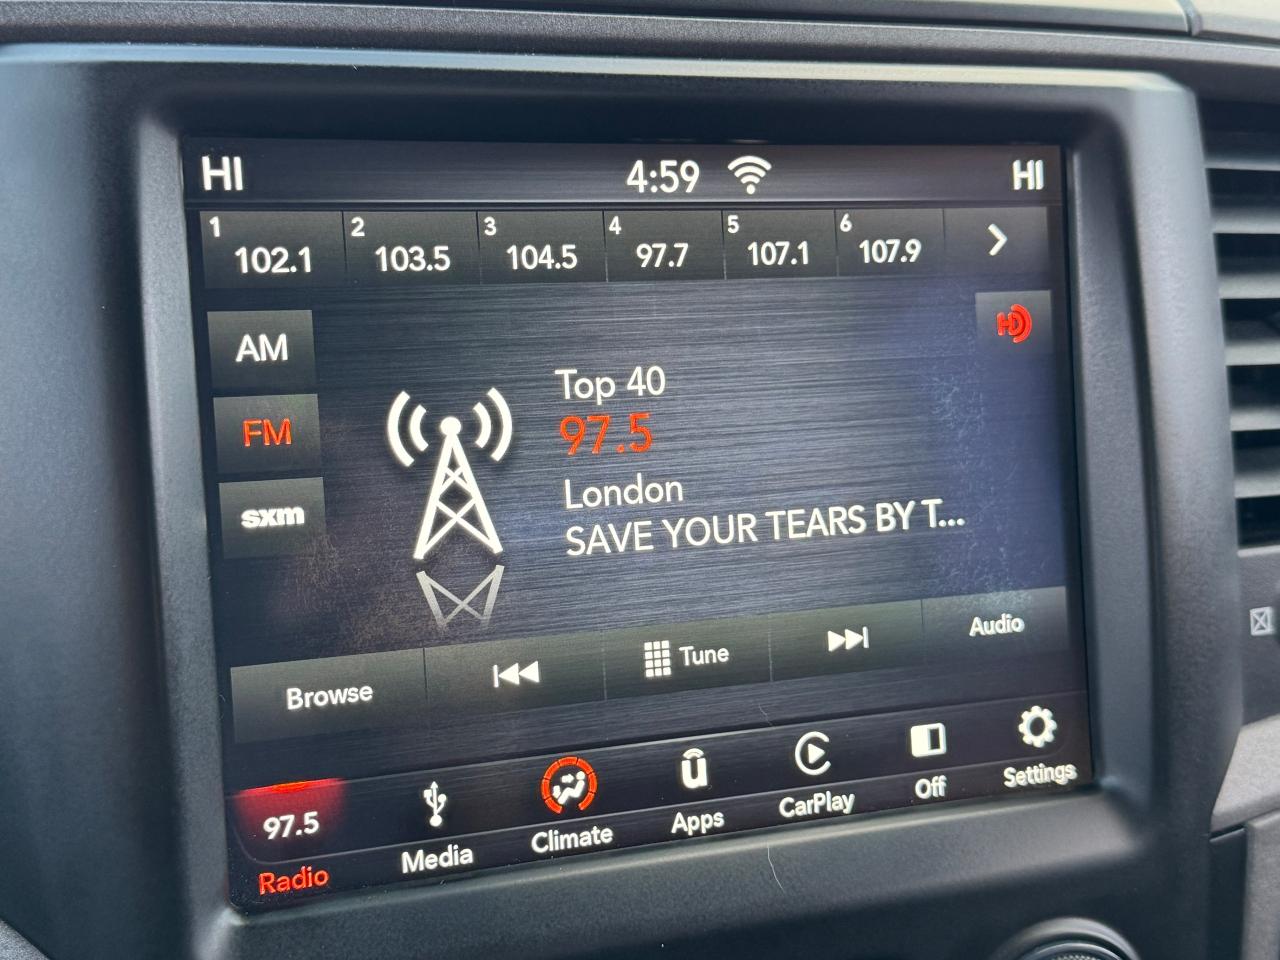 HI 4:59 HI
1 2 3 4 5 6
102.1 103.5 104.5 97.7 107.1 107.9
HD
AM
Top 40
FM
97.5
London
sxm
SAVE YOUR TEARS BY T...
Browse Tune Audio
97.5
Radio Media Climate Apps CarPlay Off Settings